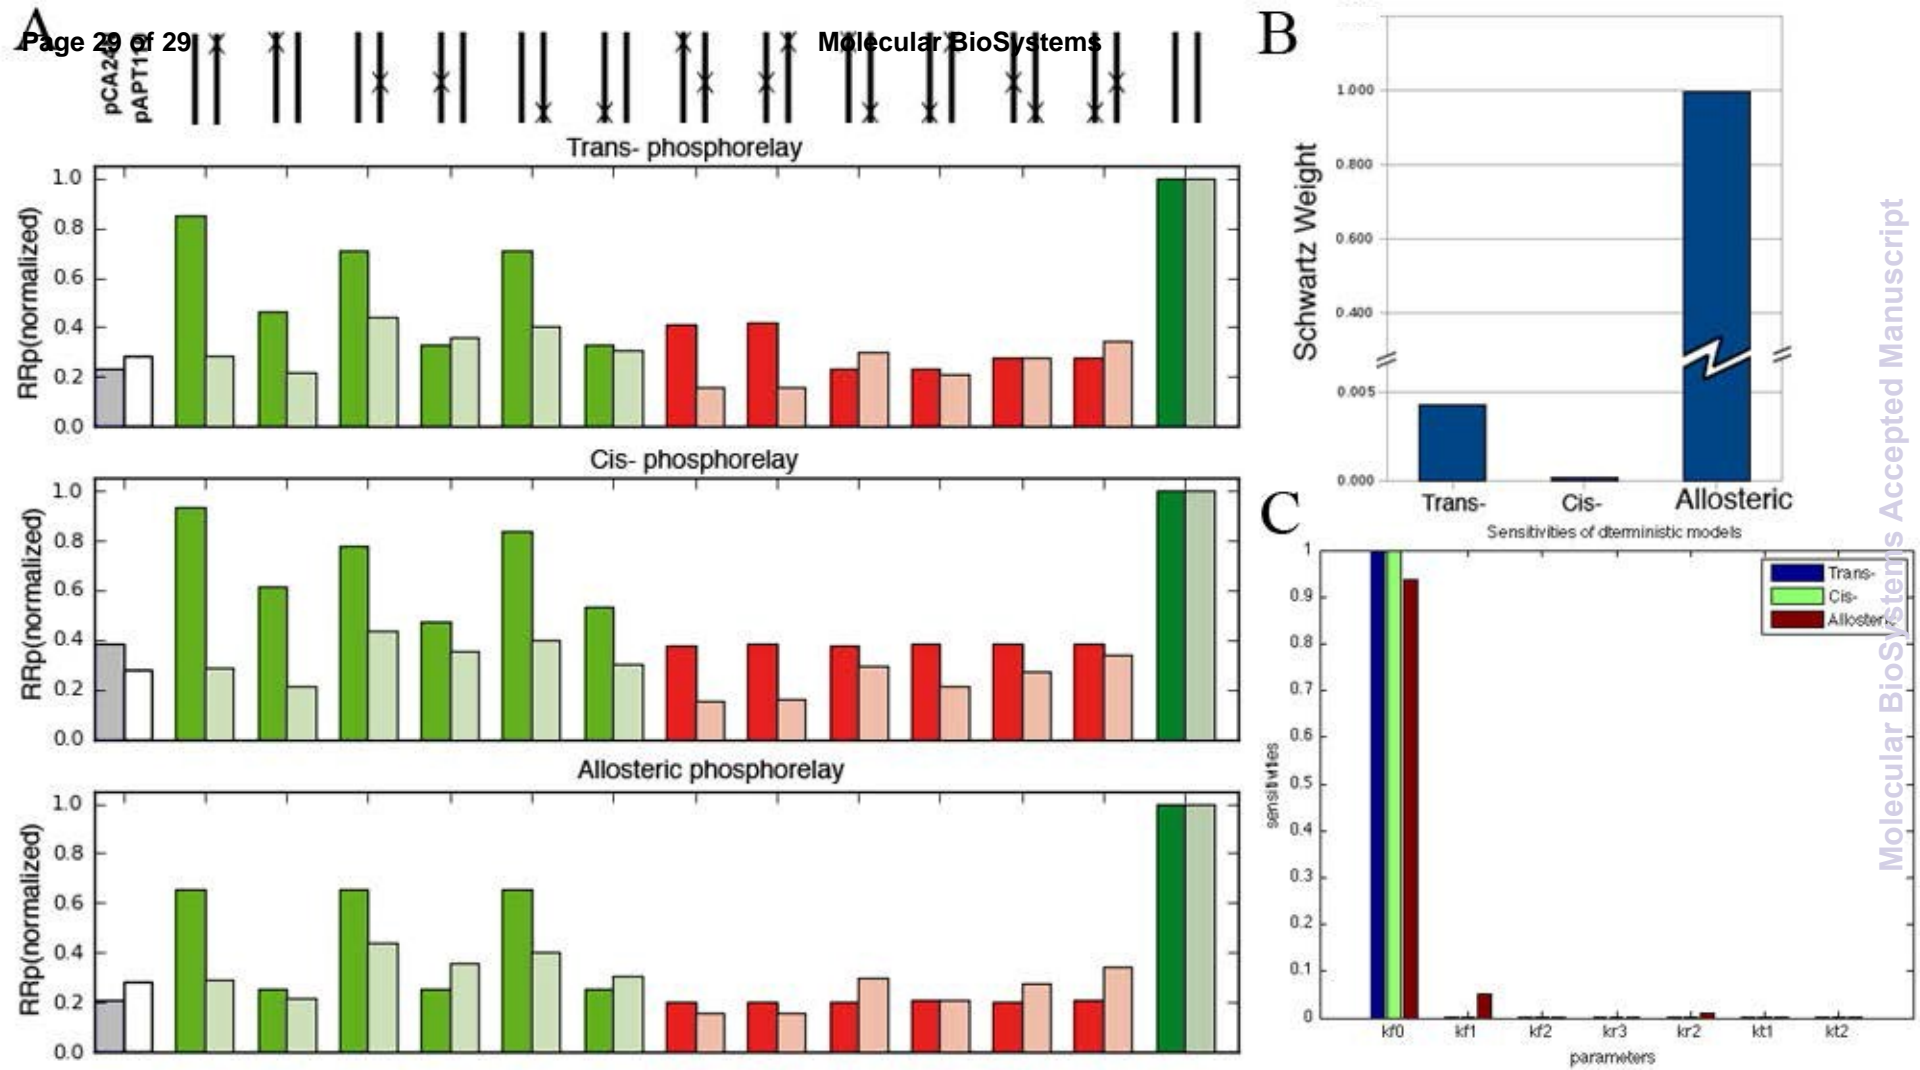 A
Page 29 of 29
Molecular BioSystems
B
Trans- phosphorelay
RRp(normalized)
1.0
0.8
0.6
0.4
0.2
0.0
Cis- phosphorelay
RRp(normalized)
1.0
0.8
0.6
0.4
0.2
0.0
Allosteric phosphorelay
RRp(normalized)
1.0
0.8
0.6
0.4
0.2
0.0
Schwartz Weight
1.000
0.800
0.600
0.400
0.005
0.000
Trans- Cis- Allosteric
C
Sensitivities of dterministic models
sensitivities
1
0.9
0.8
0.7
0.6
0.5
0.4
0.3
0.2
0.1
0
Trans-
Cis-
kf0 kf1 kf2 kr3 kr2 kt1 kt2
parameters
Molecular BioSystems Accepted Manuscript